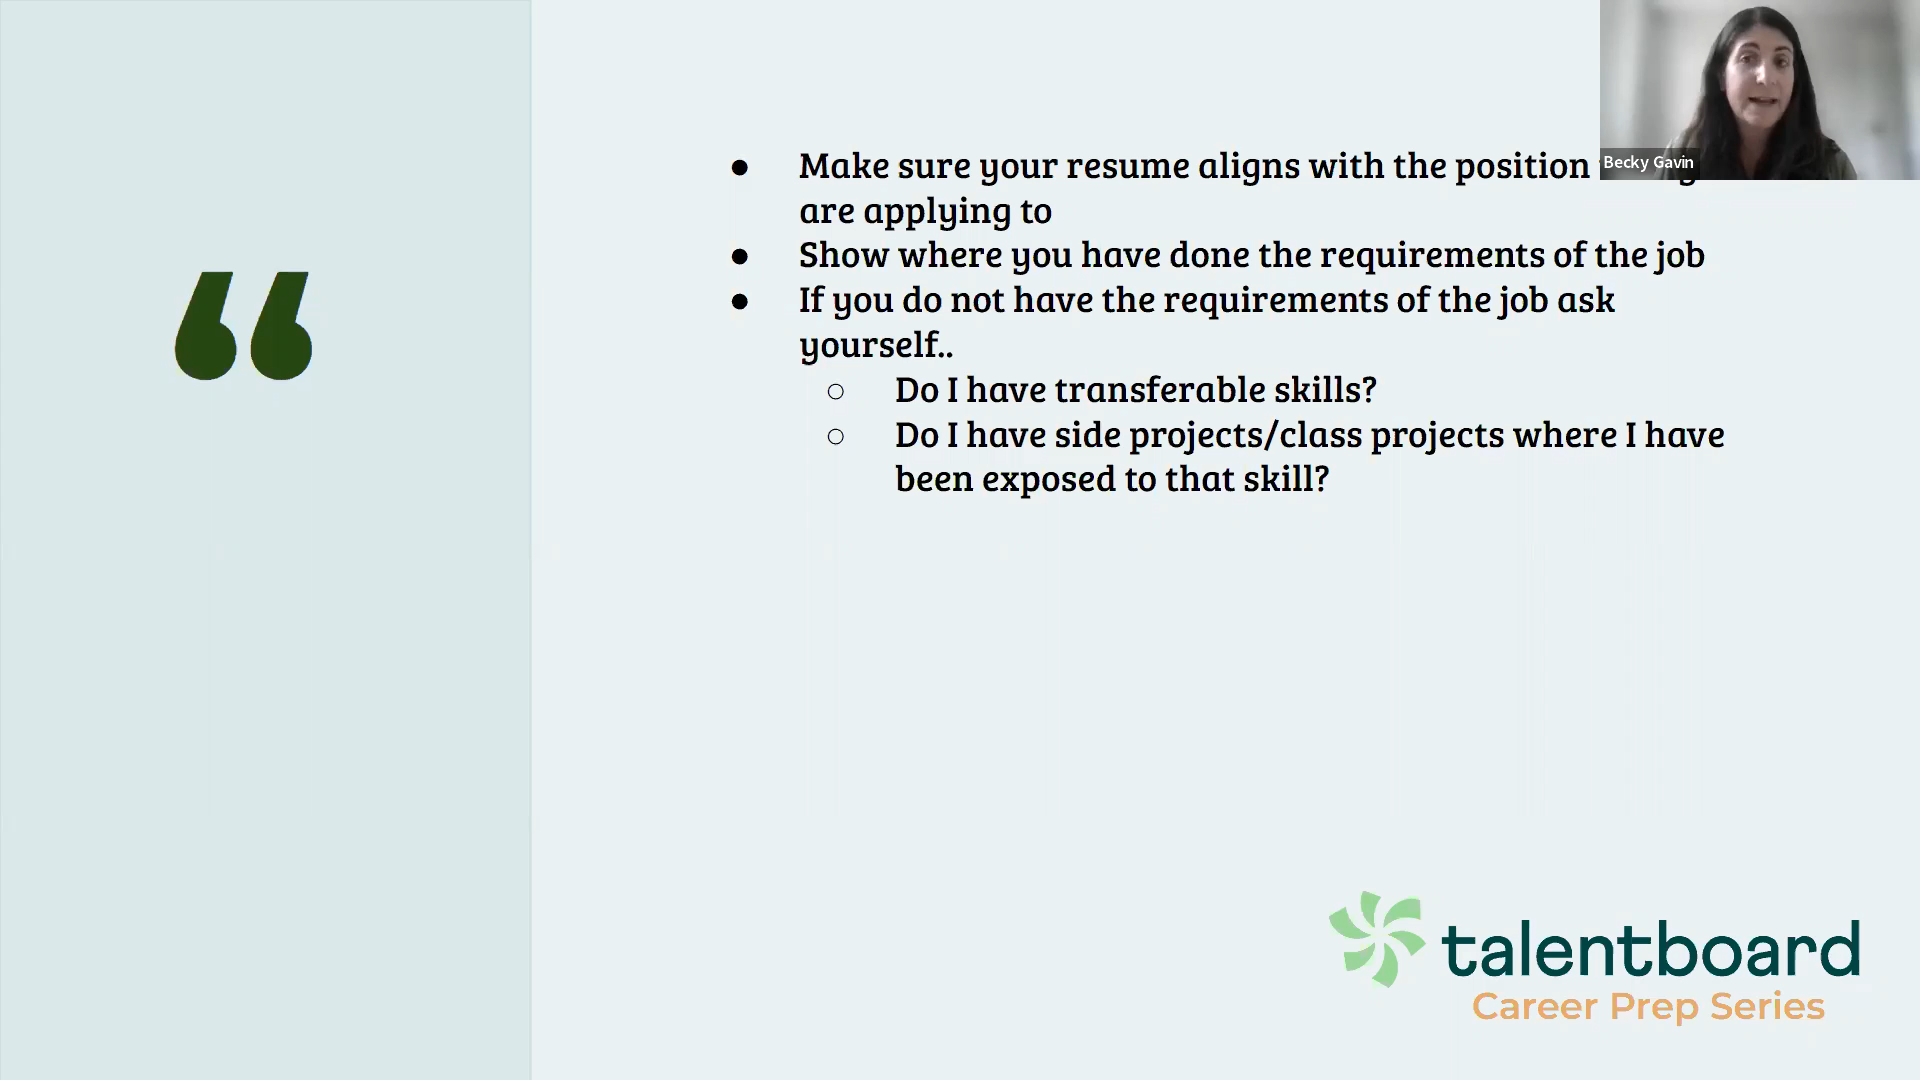 Becky Gavin
● Make sure your resume aligns with the position
are applying to
● Show where you have done the requirements of the job
● If you do not have the requirements of the job ask
yourself..
○ Do I have transferable skills?
○ Do I have side projects/class projects where I have
been exposed to that skill?
talentboard
Career Prep Series